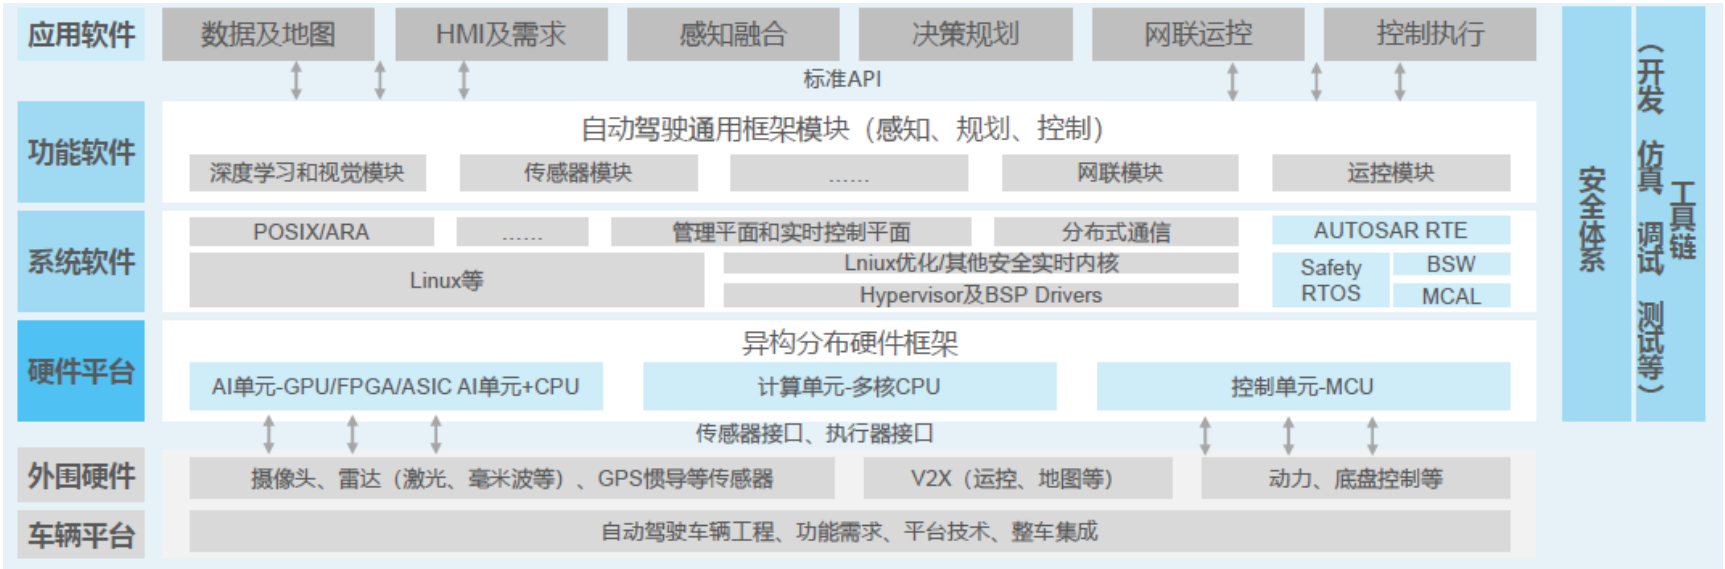 应用软件
数据及地图
HMI及需求
感知融合
决策规划
网联运控
控制执行
标准API
功能软件
自动驾驶通用框架模块（感知、规划、控制）
深度学习和视觉模块
传感器模块
……
网联模块
运控模块
系统软件
POSIX/ARA
……
管理平面和实时控制平面
分布式通信
AUTOSAR RTE
Linux等
Lniux优化/其他安全实时内核
Hypervisor及BSP Drivers
Safety
RTOS
BSW
MCAL
硬件平台
异构分布硬件框架
AI单元-GPU/FPGA/ASIC AI单元+CPU
计算单元-多核CPU
控制单元-MCU
传感器接口、执行器接口
外围硬件
摄像头、雷达（激光、毫米波等）、GPS惯导等传感器
V2X（运控、地图等）
动力、底盘控制等
车辆平台
自动驾驶车辆工程、功能需求、平台技术、整车集成
安全体系
工具链
（开发 仿真、调试 测试等）